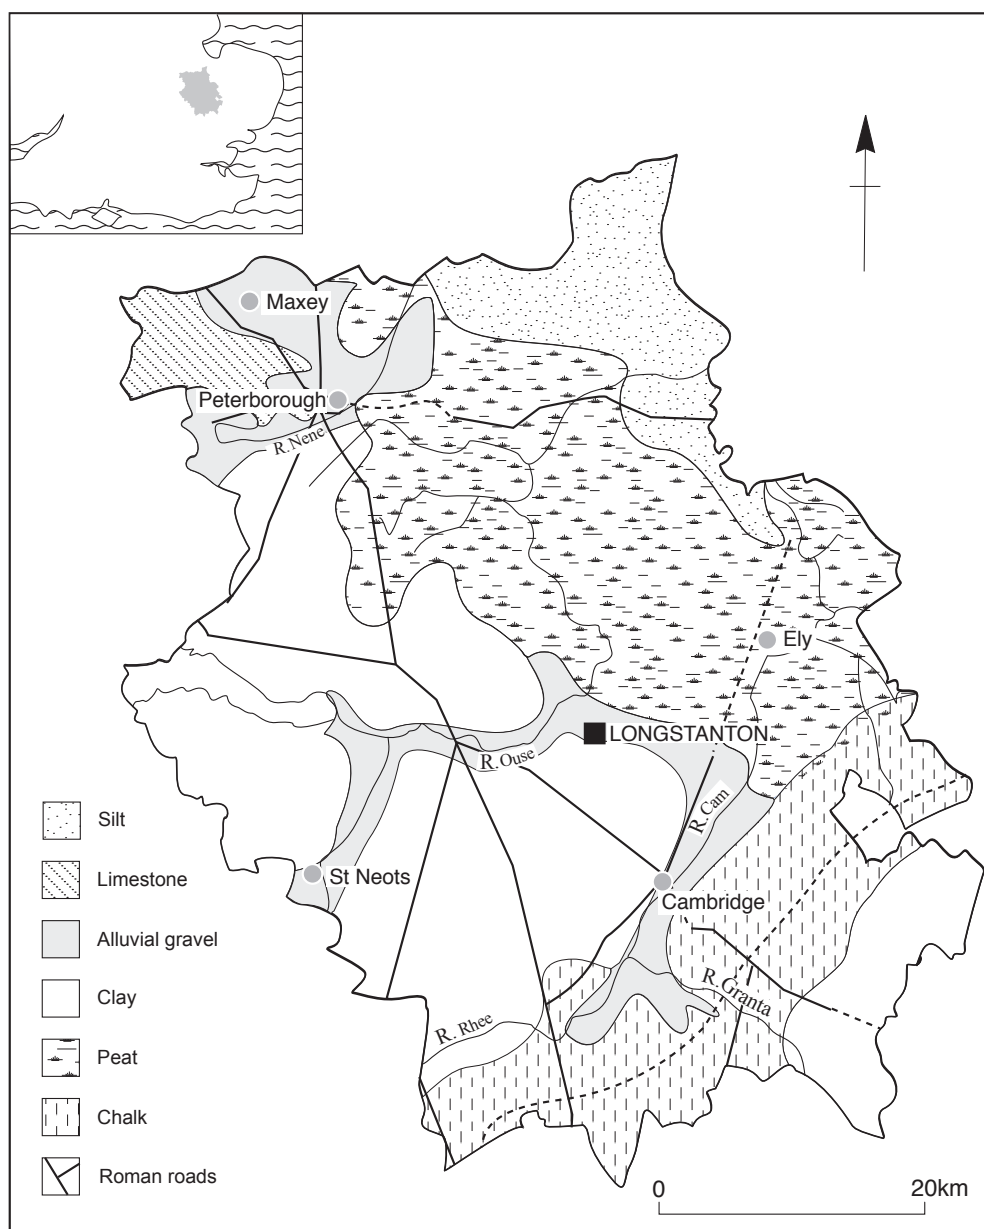 Maxey
Peterborough
R.Nene
Ely
LONGSTANTON
R.Ouse
R.Cam
St Neots
Cambridge
R.Granta
R.Rhee
Silt
Limestone
Alluvial gravel
Clay
Peat
Chalk
Roman roads
0 20km